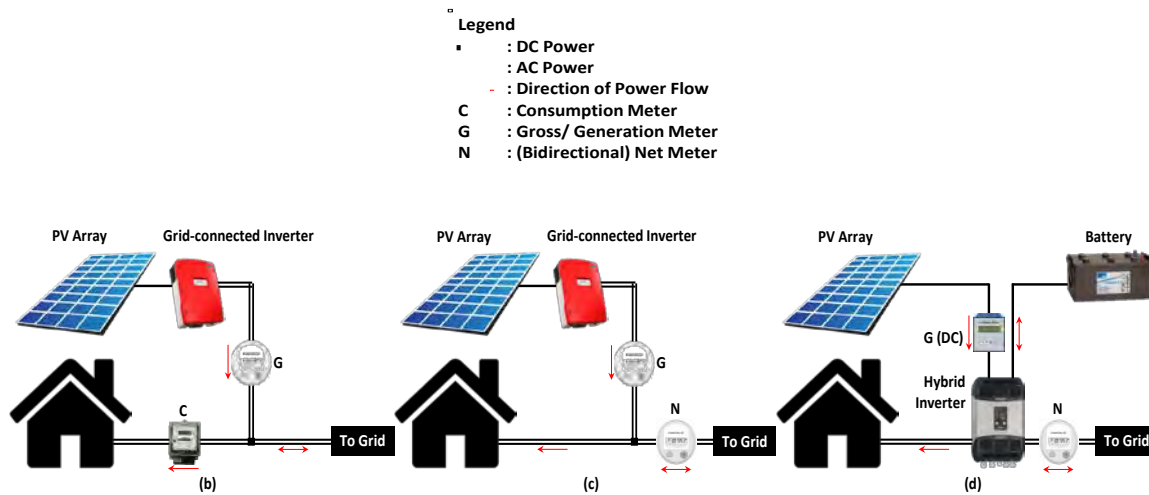 Legend
: DC Power
: AC Power
: Direction of Power Flow
C : Consumption Meter
G : Gross/ Generation Meter
N : (Bidirectional) Net Meter
PV Array Grid-connected Inverter
G
C
To Grid
(b)
PV Array Grid-connected Inverter
G
N
To Grid
(c)
PV Array Battery
G (DC)
Hybrid
Inverter
N
To Grid
(d)